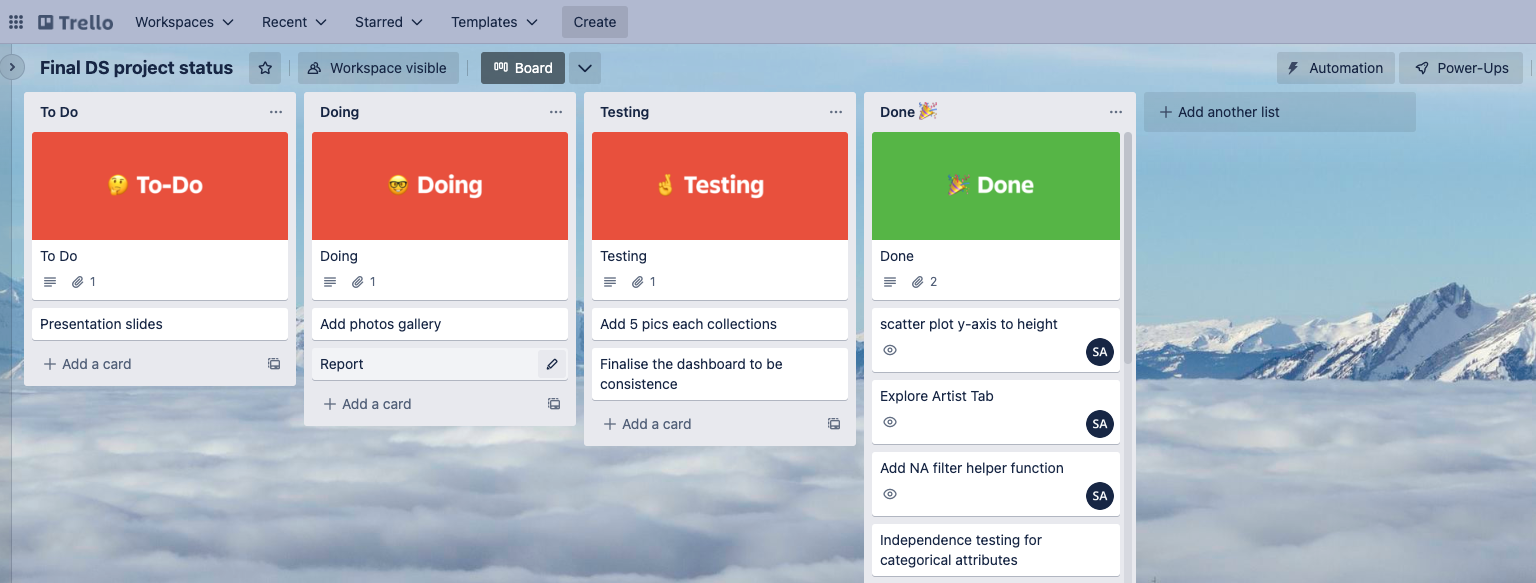 Trello Workspaces Recent Starred Templates Create
Final DS project status Workspace visible Board Automation Power-Ups
To Do
To-Do
To Do
1
Presentation slides
Add a card
Doing
Doing
Doing
1
Add photos gallery
Report
Add a card
Testing
Testing
Testing
1
Add 5 pics each collections
Finalise the dashboard to be
consistence
Add a card
Done
Done
Done
2
scatter plot y-axis to height
SA
Explore Artist Tab
SA
Add NA filter helper function
SA
Independence testing for
categorical attributes
Add another list